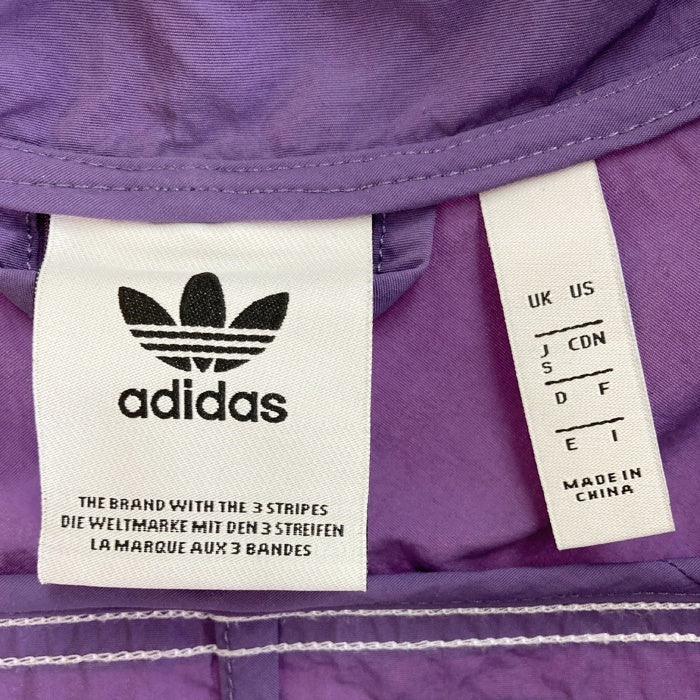 adidas
THE BRAND WITH THE 3 STRIPES
DIE WELTMARKE MIT DEN 3 STREIFEN
LA MARQUE AUX 3 BANDES
UK US
J CDN
S
D F
E I
MADE IN
CHINA